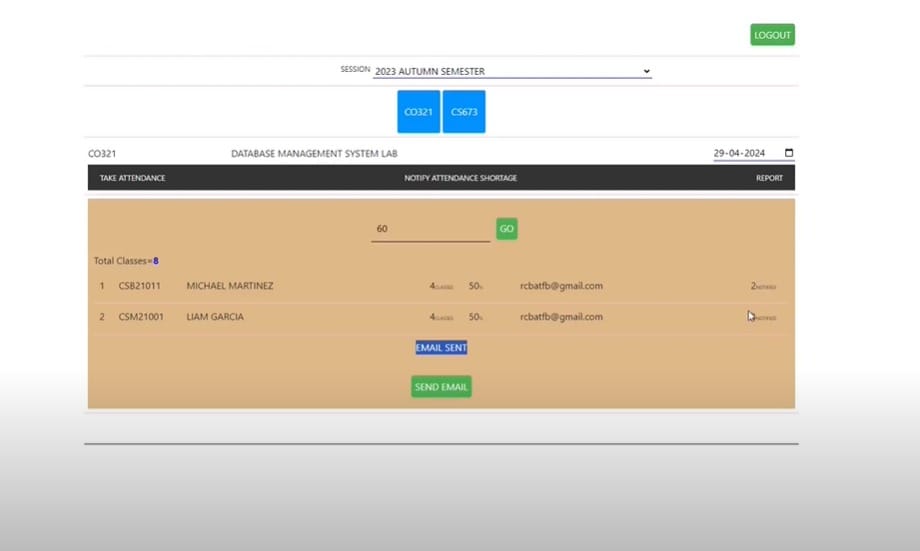 LOGOUT
SESSION 2023 AUTUMN SEMESTER
CO321 CS673
CO321 DATABASE MANAGEMENT SYSTEM LAB 29-04-2024
TAKE ATTENDANCE NOTIFY ATTENDANCE SHORTAGE REPORT
60 GO
Total Classes=8
1 CSB21011 MICHAEL MARTINEZ 4CLASSES 50% rcbatfb@gmail.com 2NOTIFIED
2 CSM21001 LIAM GARCIA 4CLASSES 50% rcbatfb@gmail.com NOTIFIED
EMAIL SENT
SEND EMAIL